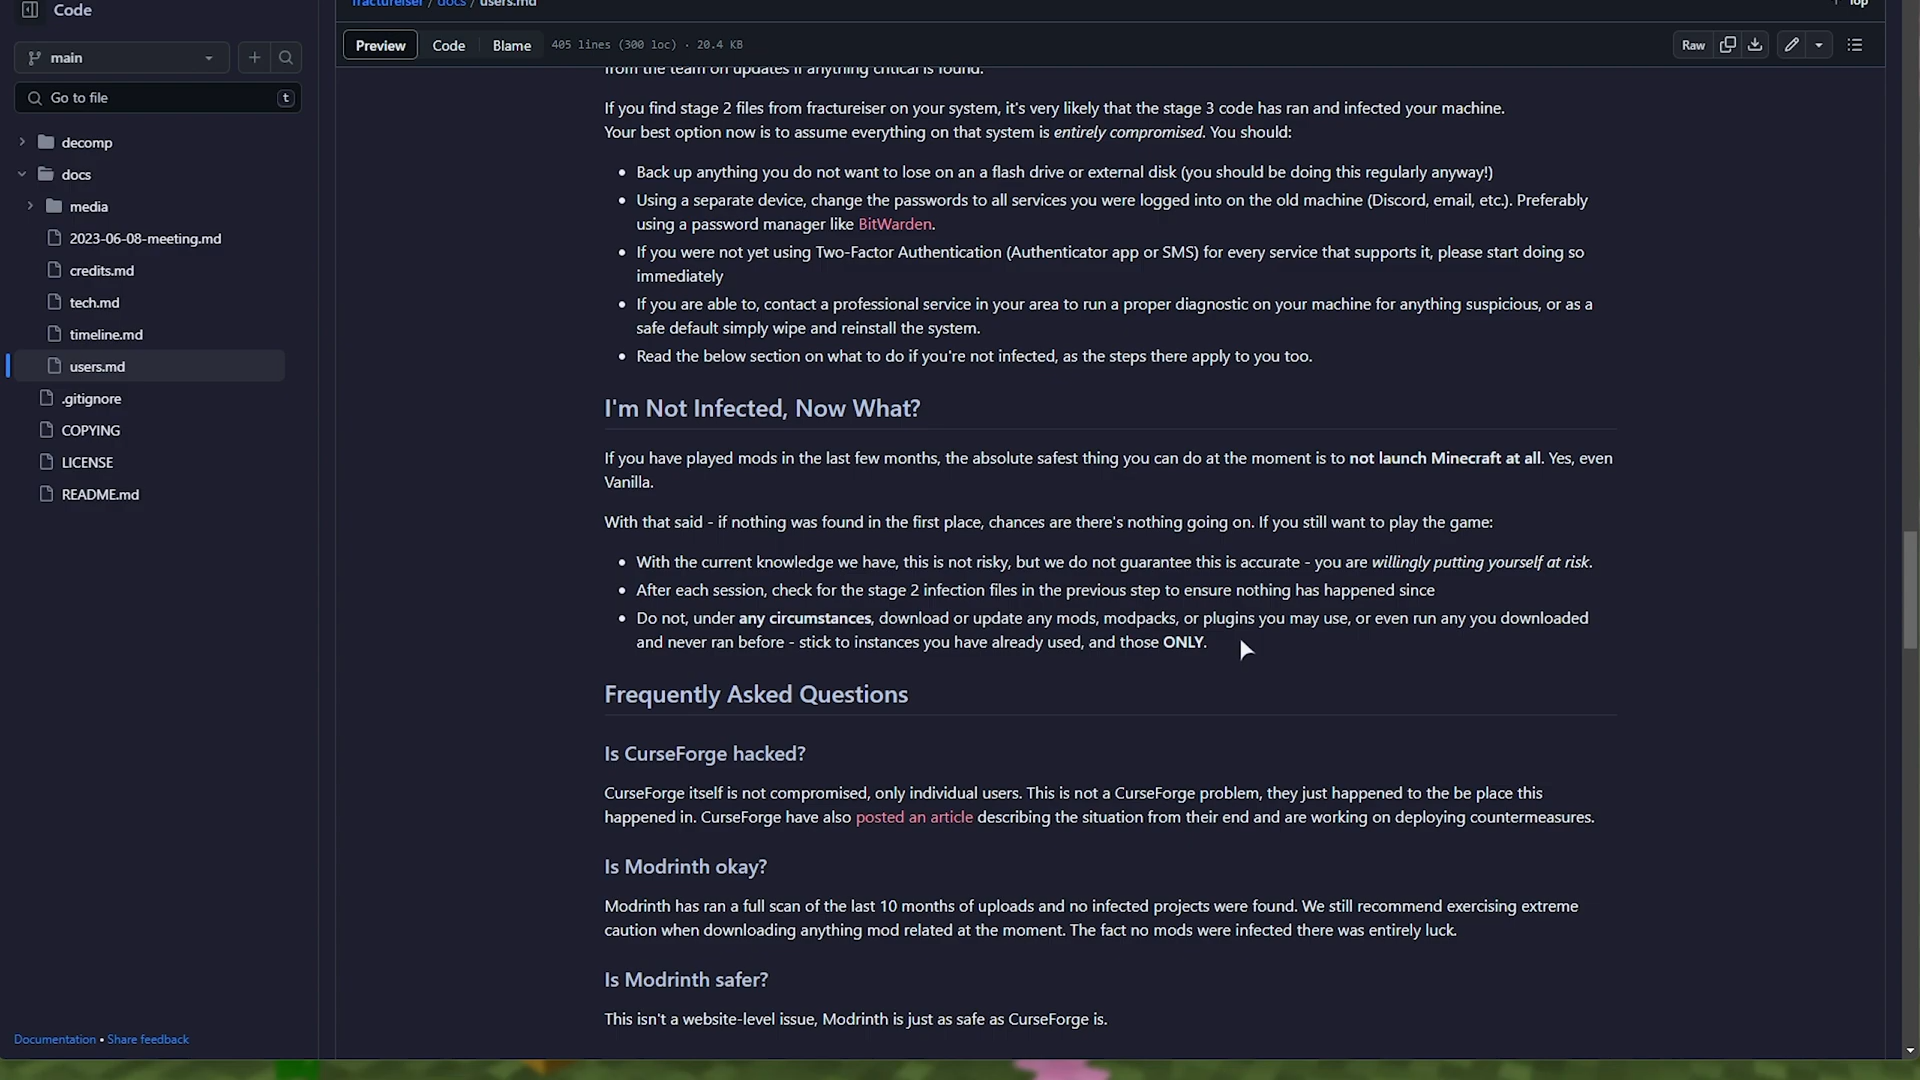 Code
fractureiser / docs / users.md
Top
main
Preview Code Blame 405 lines (300 loc) · 20.4 KB
Raw
Go to file t
decomp
docs
media
2023-06-08-meeting.md
credits.md
tech.md
timeline.md
users.md
.gitignore
COPYING
LICENSE
README.md
from the team on updates if anything critical is found.
If you find stage 2 files from fractureiser on your system, it's very likely that the stage 3 code has ran and infected your machine.
Your best option now is to assume everything on that system is entirely compromised. You should:
• Back up anything you do not want to lose on an a flash drive or external disk (you should be doing this regularly anyway!)
• Using a separate device, change the passwords to all services you were logged into on the old machine (Discord, email, etc.). Preferably
using a password manager like BitWarden.
• If you were not yet using Two-Factor Authentication (Authenticator app or SMS) for every service that supports it, please start doing so
immediately
• If you are able to, contact a professional service in your area to run a proper diagnostic on your machine for anything suspicious, or as a
safe default simply wipe and reinstall the system.
• Read the below section on what to do if you're not infected, as the steps there apply to you too.
I'm Not Infected, Now What?
If you have played mods in the last few months, the absolute safest thing you can do at the moment is to not launch Minecraft at all. Yes, even
Vanilla.
With that said - if nothing was found in the first place, chances are there's nothing going on. If you still want to play the game:
• With the current knowledge we have, this is not risky, but we do not guarantee this is accurate - you are willingly putting yourself at risk.
• After each session, check for the stage 2 infection files in the previous step to ensure nothing has happened since
• Do not, under any circumstances, download or update any mods, modpacks, or plugins you may use, or even run any you downloaded
and never ran before - stick to instances you have already used, and those ONLY.
Frequently Asked Questions
Is CurseForge hacked?
CurseForge itself is not compromised, only individual users. This is not a CurseForge problem, they just happened to the be place this
happened in. CurseForge have also posted an article describing the situation from their end and are working on deploying countermeasures.
Is Modrinth okay?
Modrinth has ran a full scan of the last 10 months of uploads and no infected projects were found. We still recommend exercising extreme
caution when downloading anything mod related at the moment. The fact no mods were infected there was entirely luck.
Is Modrinth safer?
This isn't a website-level issue, Modrinth is just as safe as CurseForge is.
Documentation • Share feedback